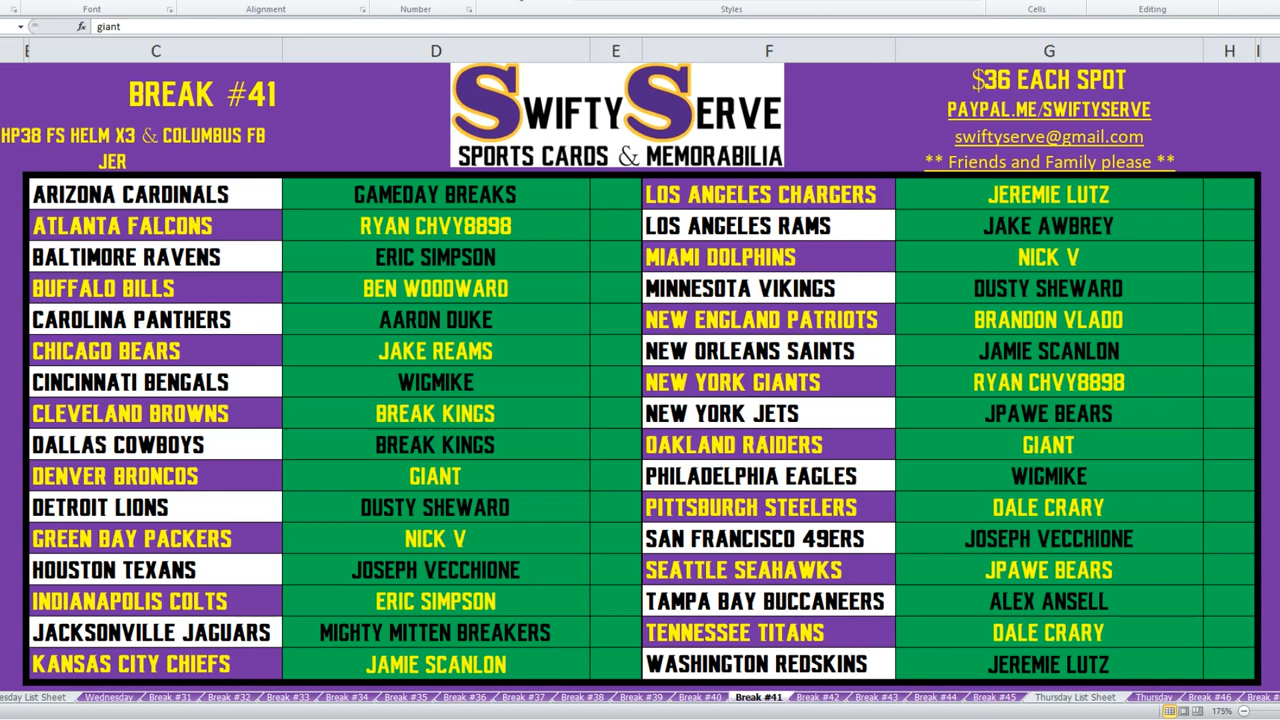 Font Alignment Number Styles Cells Editing
fx giant
C D E F G H I
BREAK #41
HP38 FS HELM X3 & COLUMBUS FB
JER
SWIFTYSERVE
SPORTS CARDS & MEMORABILIA
$36 EACH SPOT
PAYPAL.ME/SWIFTYSERVE
swiftyserve@gmail.com
** Friends and Family please **
ARIZONA CARDINALS GAMEDAY BREAKS LOS ANGELES CHARGERS JEREMIE LUTZ
ATLANTA FALCONS RYAN CHVY8898 LOS ANGELES RAMS JAKE AWBREY
BALTIMORE RAVENS ERIC SIMPSON MIAMI DOLPHINS NICK V
BUFFALO BILLS BEN WOODWARD MINNESOTA VIKINGS DUSTY SHEWARD
CAROLINA PANTHERS AARON DUKE NEW ENGLAND PATRIOTS BRANDON VLADO
CHICAGO BEARS JAKE REAMS NEW ORLEANS SAINTS JAMIE SCANLON
CINCINNATI BENGALS WIGMIKE NEW YORK GIANTS RYAN CHVY8898
CLEVELAND BROWNS BREAK KINGS NEW YORK JETS JPAWE BEARS
DALLAS COWBOYS BREAK KINGS OAKLAND RAIDERS GIANT
DENVER BRONCOS GIANT PHILADELPHIA EAGLES WIGMIKE
DETROIT LIONS DUSTY SHEWARD PITTSBURGH STEELERS DALE CRARY
GREEN BAY PACKERS NICK V SAN FRANCISCO 49ERS JOSEPH VECCHIONE
HOUSTON TEXANS JOSEPH VECCHIONE SEATTLE SEAHAWKS JPAWE BEARS
INDIANAPOLIS COLTS ERIC SIMPSON TAMPA BAY BUCCANEERS ALEX ANSELL
JACKSONVILLE JAGUARS MIGHTY MITTEN BREAKERS TENNESSEE TITANS DALE CRARY
KANSAS CITY CHIEFS JAMIE SCANLON WASHINGTON REDSKINS JEREMIE LUTZ
esday List Sheet Wednesday Break #31 Break #32 Break #33 Break #34 Break #35 Break #36 Break #37 Break #38 Break #39 Break #40 Break #41 Break #42 Break #43 Break #44 Break #45 Thursday List Sheet Thursday Break #46 Break #
175%